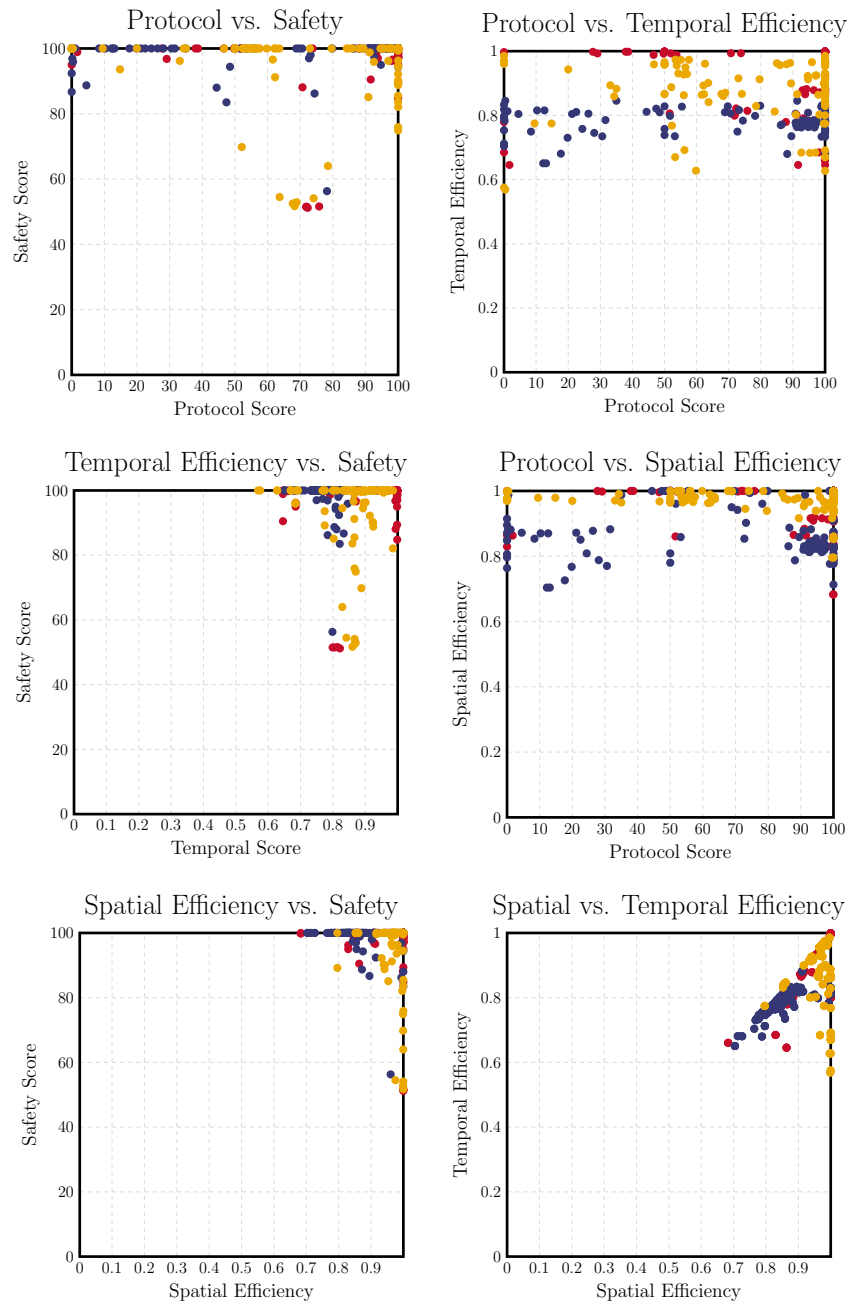 Protocol vs. Safety
100
80
60
40
20
0
0 10 20 30 40 50 60 70 80 90 100
Safety Score
Protocol Score
Protocol vs. Temporal Efficiency
1
0.8
0.6
0.4
0.2
0
0 10 20 30 40 50 60 70 80 90 100
Temporal Efficiency
Protocol Score
Temporal Efficiency vs. Safety
100
80
60
40
20
0
0 0.1 0.2 0.3 0.4 0.5 0.6 0.7 0.8 0.9
Safety Score
Temporal Score
Protocol vs. Spatial Efficiency
1
0.8
0.6
0.4
0.2
0
0 10 20 30 40 50 60 70 80 90 100
Spatial Efficiency
Protocol Score
Spatial Efficiency vs. Safety
100
80
60
40
20
0
0 0.1 0.2 0.3 0.4 0.5 0.6 0.7 0.8 0.9
Safety Score
Spatial Efficiency
Spatial vs. Temporal Efficiency
1
0.8
0.6
0.4
0.2
0
0 0.1 0.2 0.3 0.4 0.5 0.6 0.7 0.8 0.9
Temporal Efficiency
Spatial Efficiency